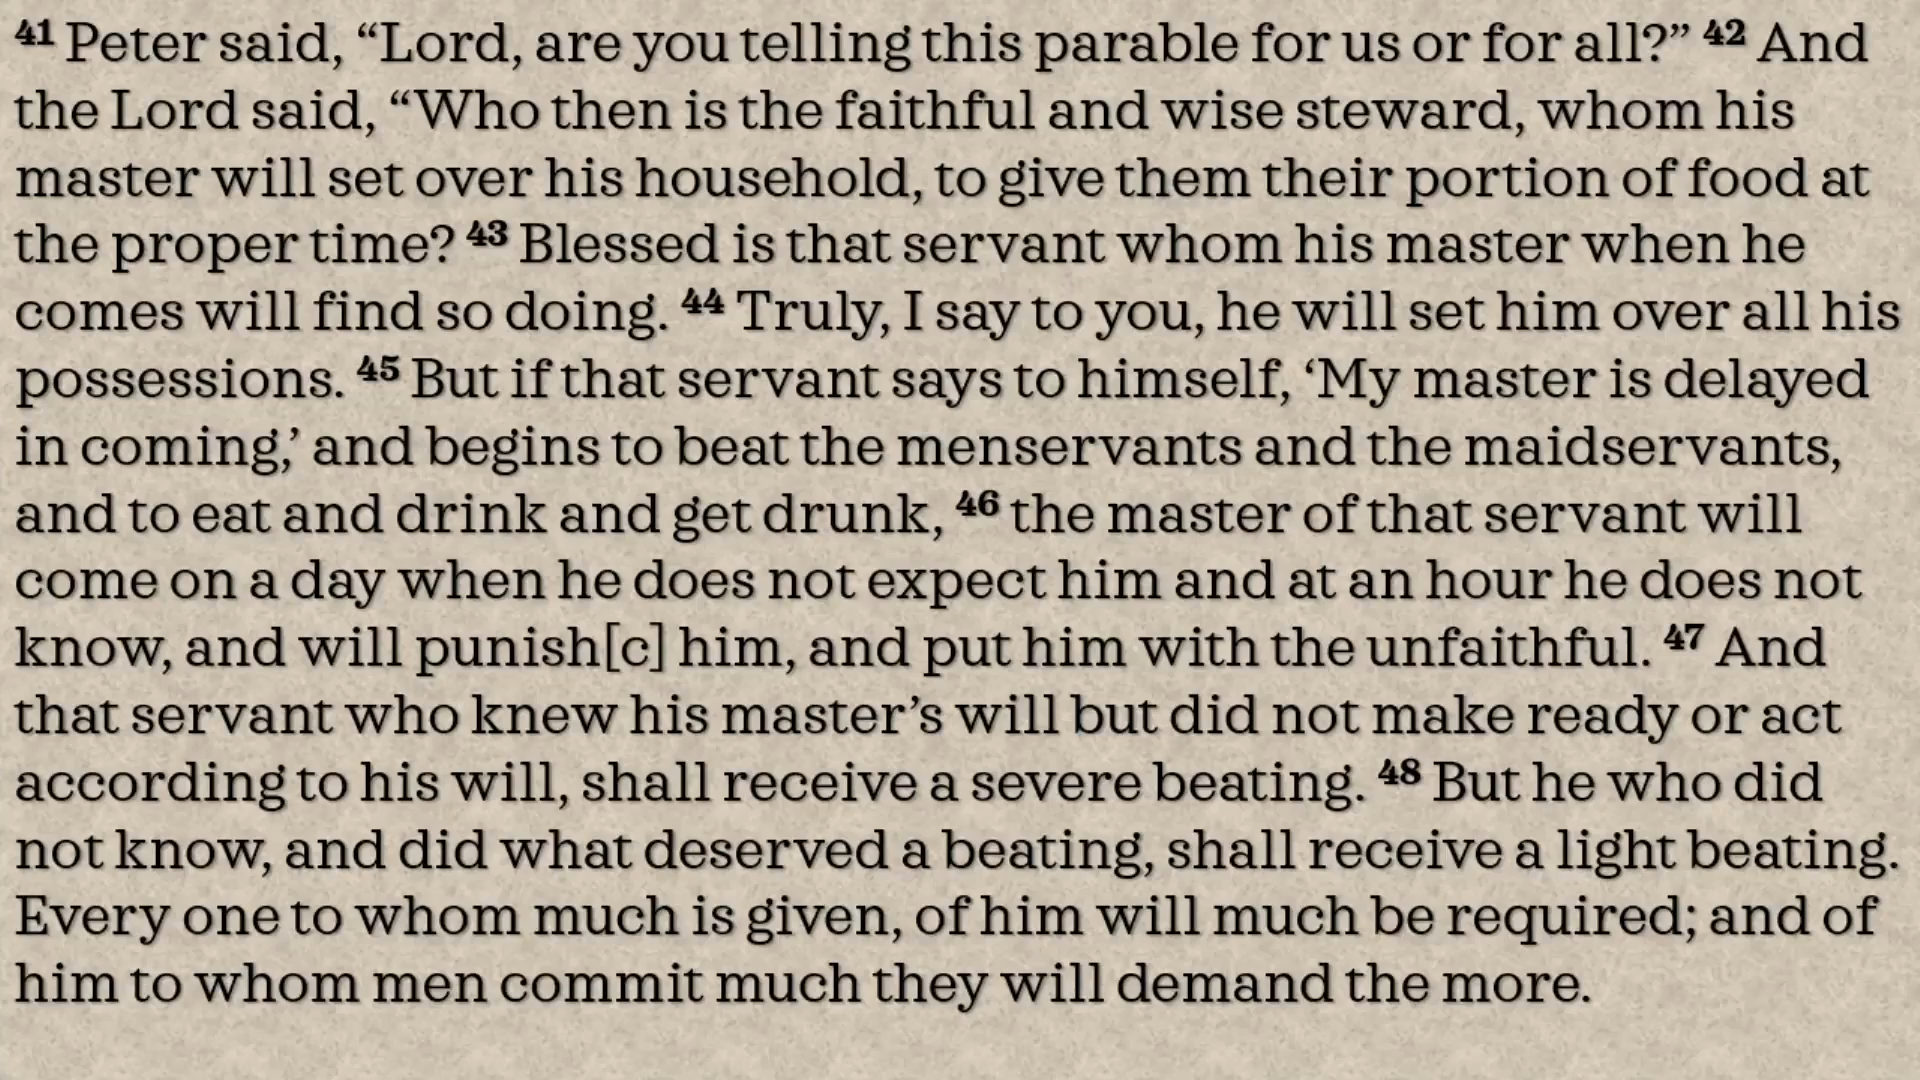 41 Peter said, “Lord, are you telling this parable for us or for all?” 42 And
the Lord said, “Who then is the faithful and wise steward, whom his
master will set over his household, to give them their portion of food at
the proper time? 43 Blessed is that servant whom his master when he
comes will find so doing. 44 Truly, I say to you, he will set him over all his
possessions. 45 But if that servant says to himself, ‘My master is delayed
in coming,’ and begins to beat the menservants and the maidservants,
and to eat and drink and get drunk, 46 the master of that servant will
come on a day when he does not expect him and at an hour he does not
know, and will punish[c] him, and put him with the unfaithful. 47 And
that servant who knew his master’s will but did not make ready or act
according to his will, shall receive a severe beating. 48 But he who did
not know, and did what deserved a beating, shall receive a light beating.
Every one to whom much is given, of him will much be required; and of
him to whom men commit much they will demand the more.